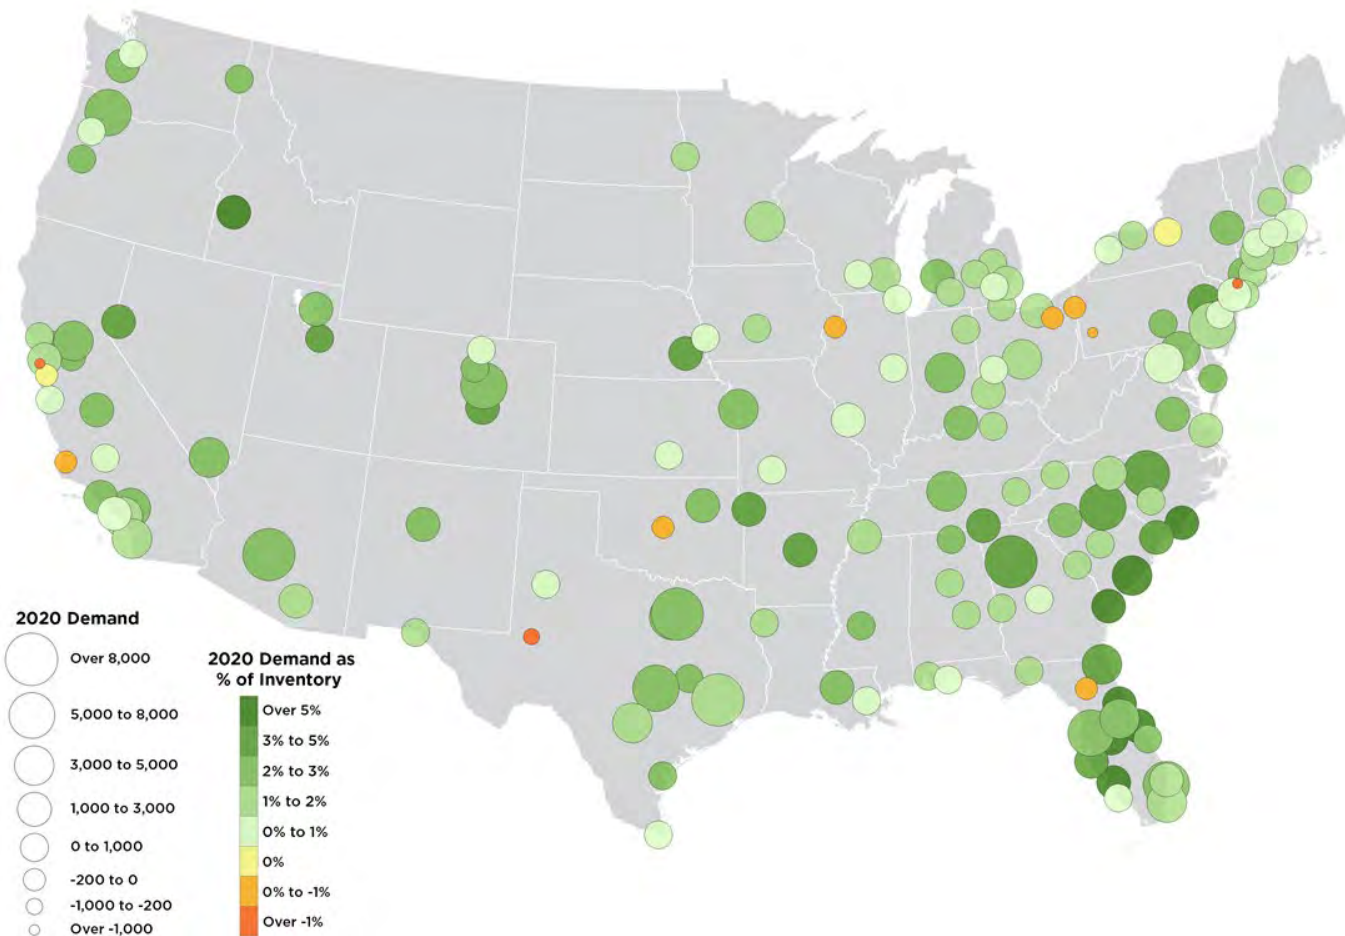 2020 Demand
Over 8,000
5,000 to 8,000
3,000 to 5,000
1,000 to 3,000
0 to 1,000
-200 to 0
-1,000 to -200
Over -1,000
2020 Demand as
% of Inventory
Over 5%
3% to 5%
2% to 3%
1% to 2%
0% to 1%
0%
0% to -1%
Over -1%